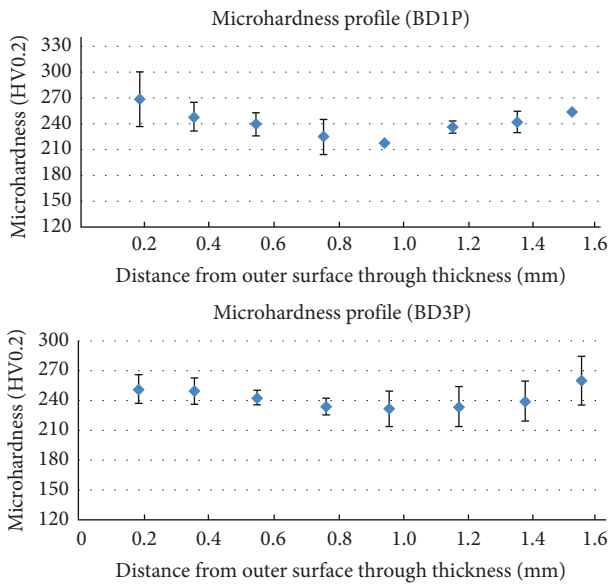 Microhardness profile (BD1P)
Microhardness (HV0.2)
330
300
270
240
210
180
150
120
0.2 0.4 0.6 0.8 1.0 1.2 1.4 1.6
Distance from outer surface through thickness (mm)
Microhardness profile (BD3P)
Microhardness (HV0.2)
300
270
240
210
180
150
120
0 0.2 0.4 0.6 0.8 1.0 1.2 1.4 1.6
Distance from outer surface through thickness (mm)